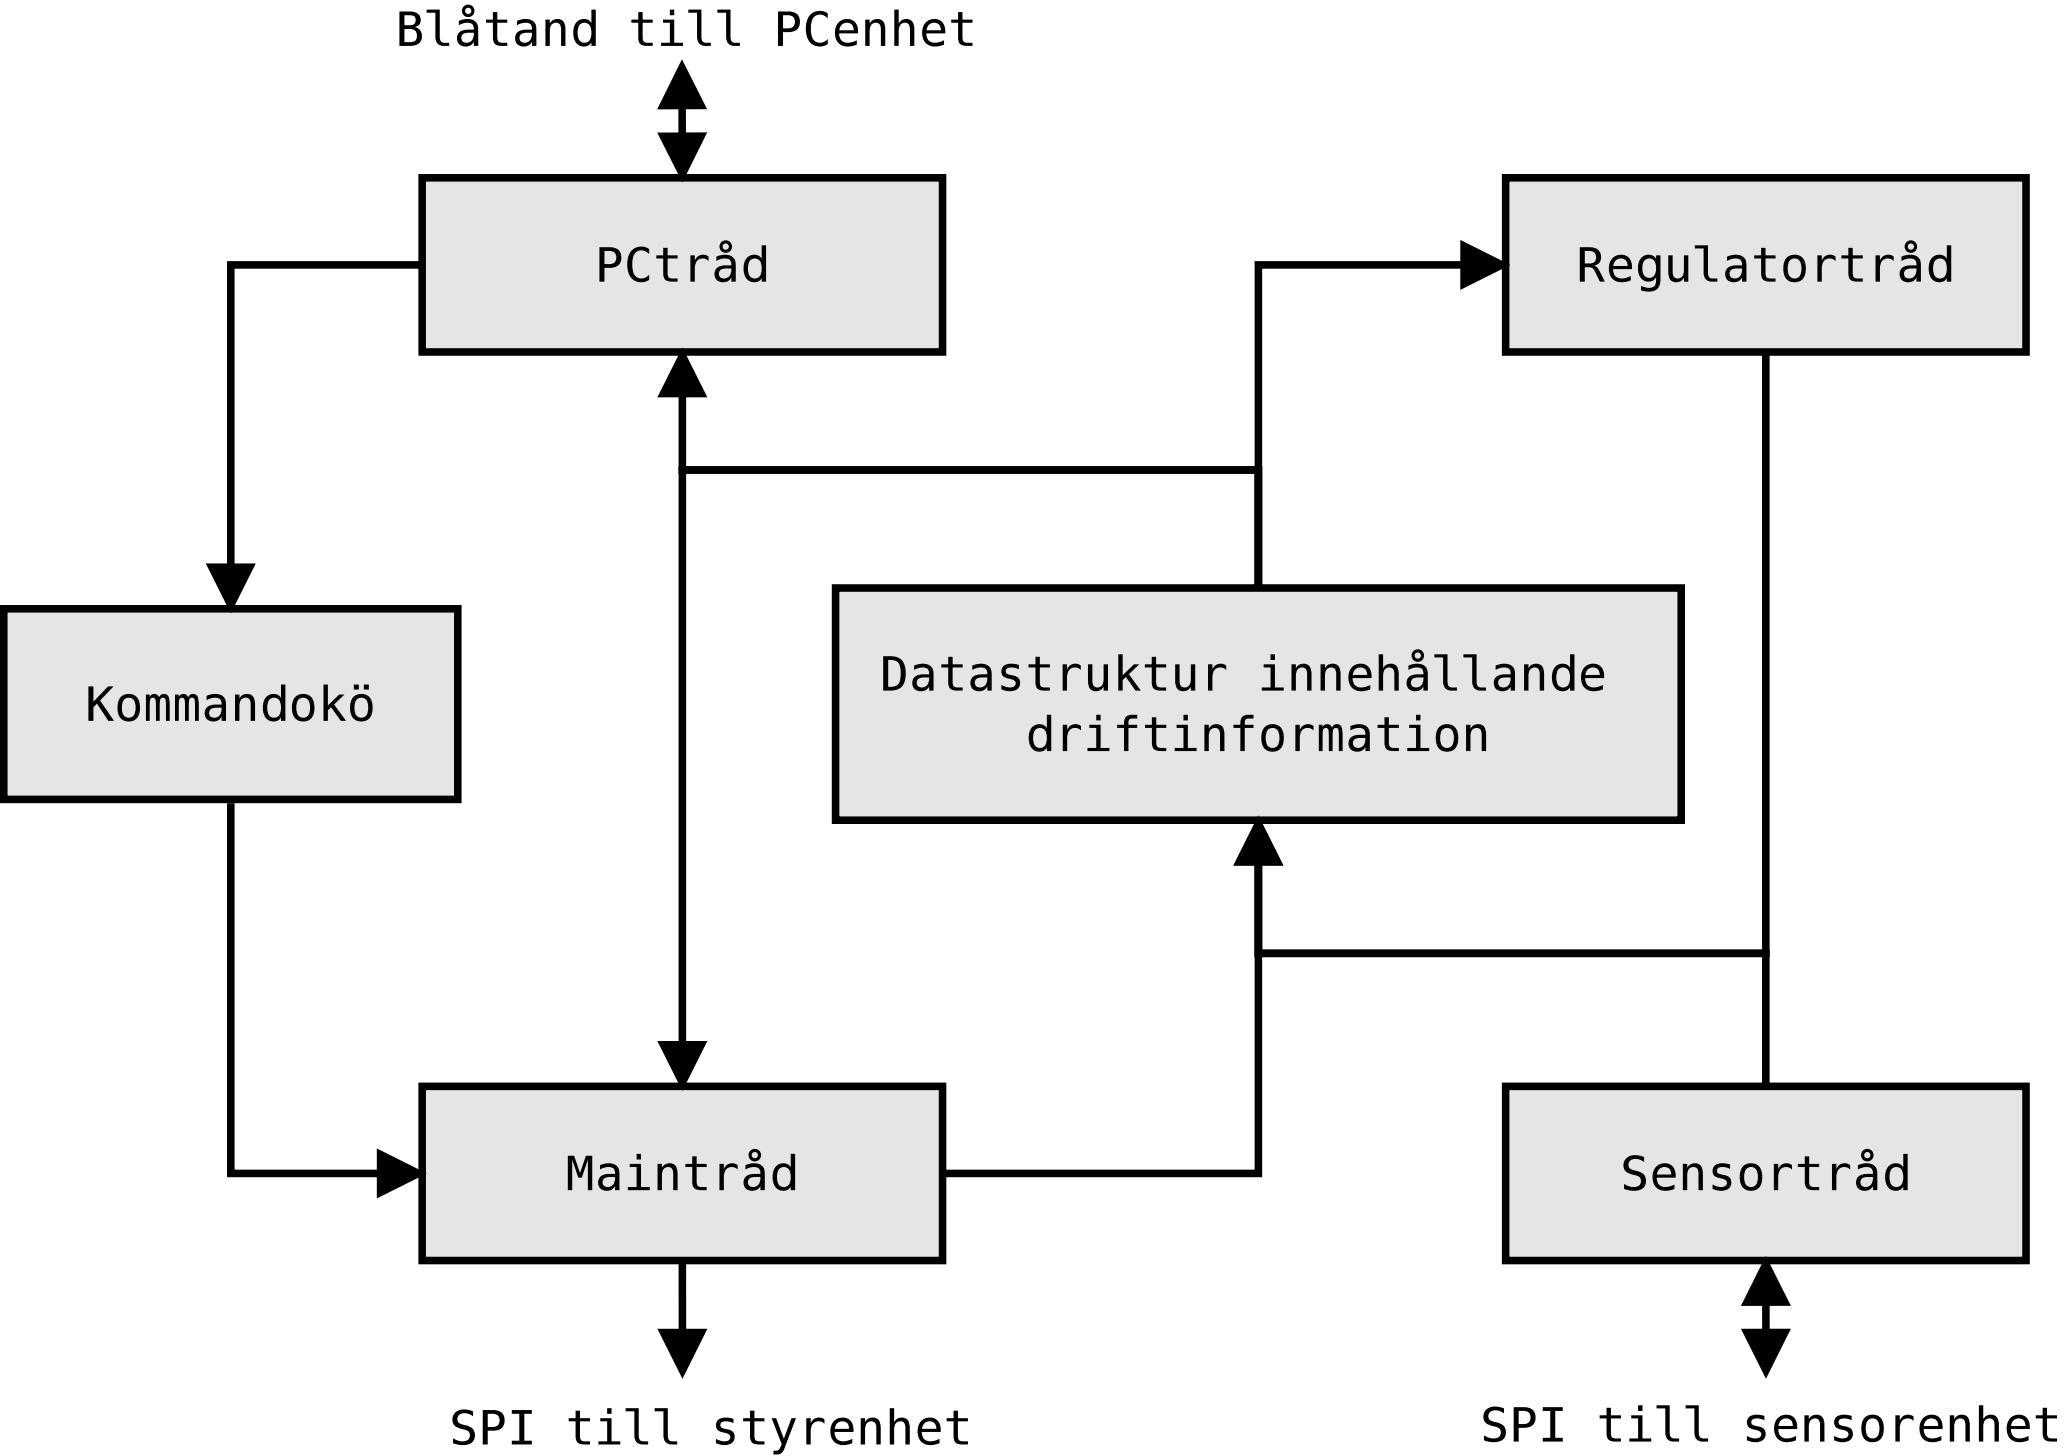 Blåtand till PCenhet
PCtråd
Regulatortråd
Datastruktur innehållande
driftinformation
Kommandokö
Maintråd
Sensortråd
SPI till styrenhet
SPI till sensorenhet